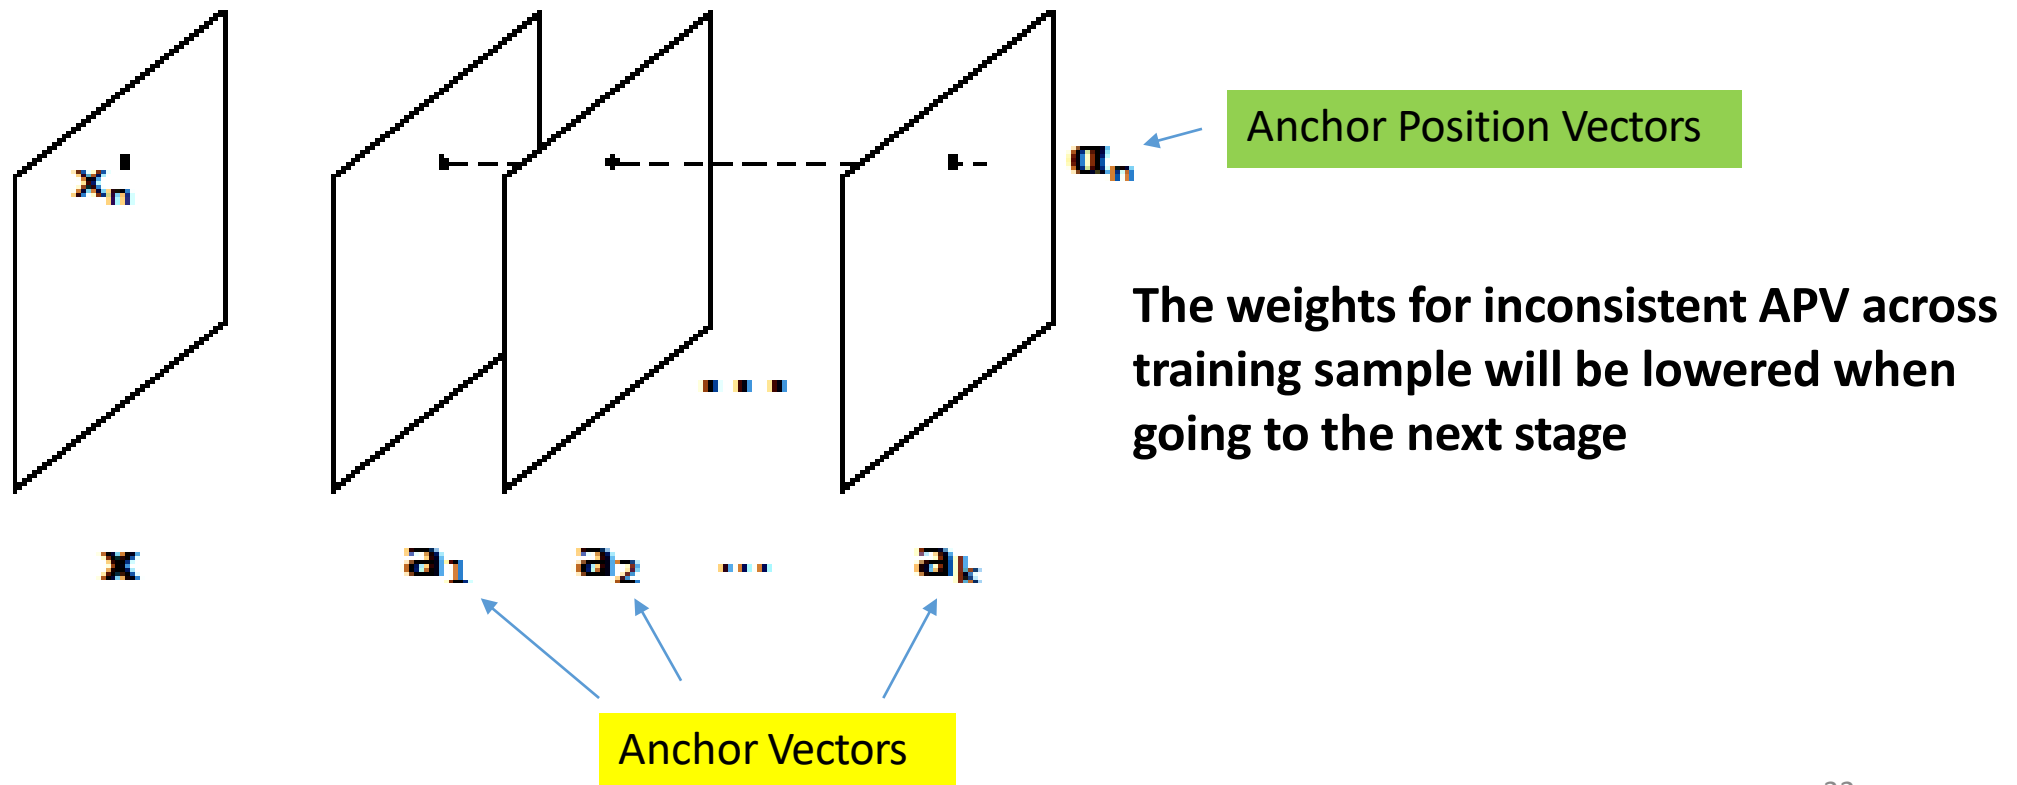 Anchor Position Vectors
xₙ
αₙ
The weights for inconsistent APV across
training sample will be lowered when
going to the next stage
...
x a₁ a₂ ... aₖ
Anchor Vectors